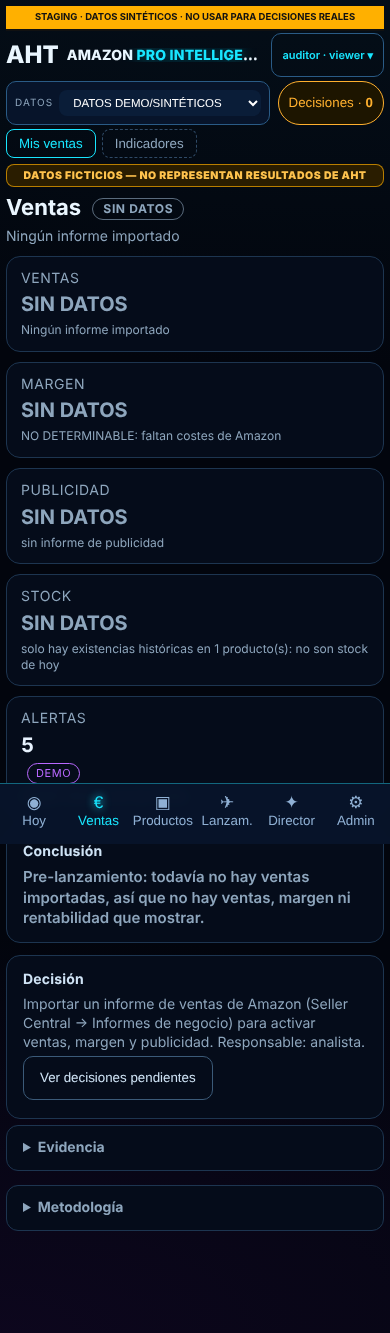 STAGING · DATOS SINTÉTICOS · NO USAR PARA DECISIONES REALES
AHT AMAZON PRO INTELLIGE... auditor · viewer ▾
DATOS DATOS DEMO/SINTÉTICOS Decisiones · 0
Mis ventas Indicadores
DATOS FICTICIOS — NO REPRESENTAN RESULTADOS DE AHT
Ventas SIN DATOS
Ningún informe importado
VENTAS
SIN DATOS
Ningún informe importado
MARGEN
SIN DATOS
NO DETERMINABLE: faltan costes de Amazon
PUBLICIDAD
SIN DATOS
sin informe de publicidad
STOCK
SIN DATOS
solo hay existencias históricas en 1 producto(s): no son stock
de hoy
ALERTAS
5
DEMO
Hoy Ventas Productos Lanzam. Director Admin
Conclusión
Pre-lanzamiento: todavía no hay ventas
importadas, así que no hay ventas, margen ni
rentabilidad que mostrar.
Decisión
Importar un informe de ventas de Amazon (Seller
Central → Informes de negocio) para activar
ventas, margen y publicidad. Responsable: analista.
Ver decisiones pendientes
▶ Evidencia
▶ Metodología